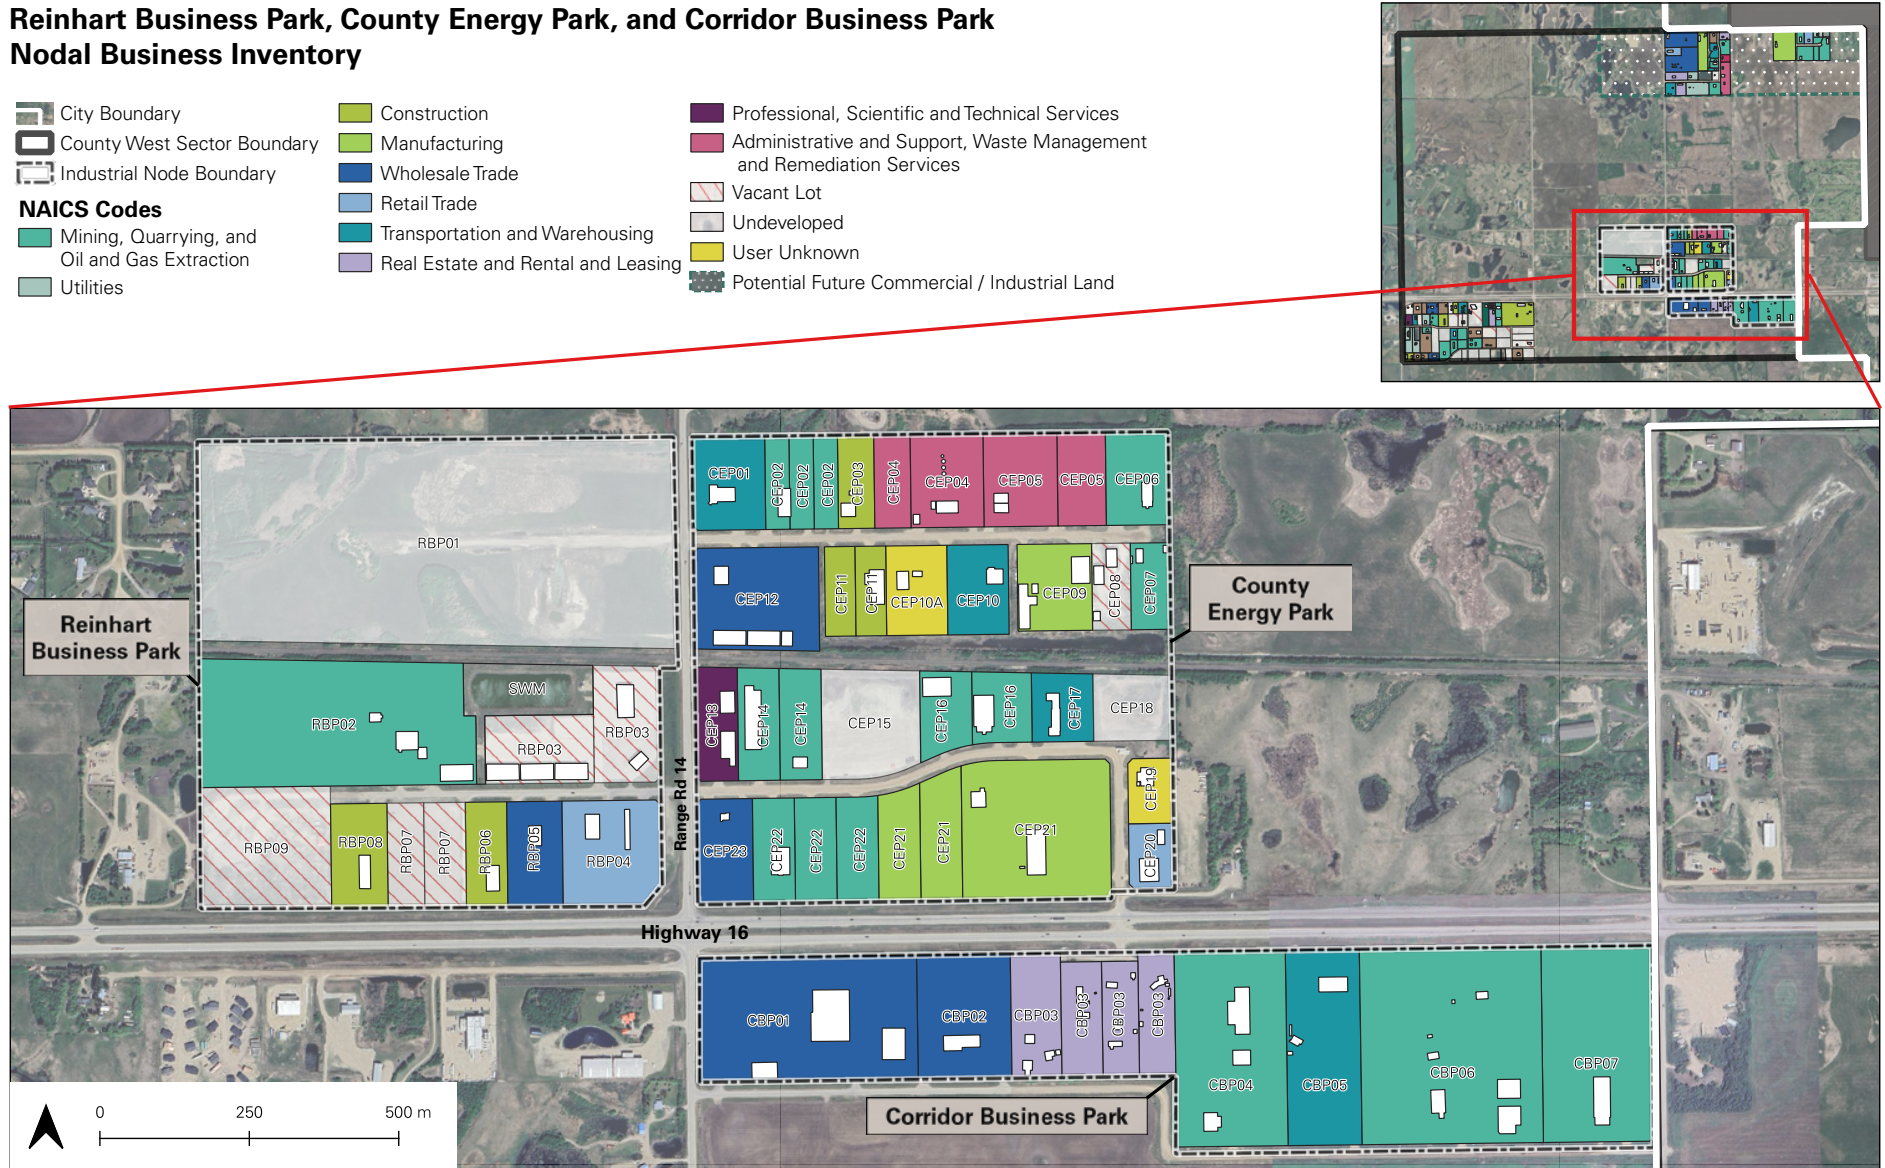 Reinhart Business Park, County Energy Park, and Corridor Business Park
Nodal Business Inventory
City Boundary
County West Sector Boundary
Industrial Node Boundary
NAICS Codes
Mining, Quarrying, and
Oil and Gas Extraction
Utilities
Construction
Manufacturing
Wholesale Trade
Retail Trade
Transportation and Warehousing
Real Estate and Rental and Leasing
Professional, Scientific and Technical Services
Administrative and Support, Waste Management
and Remediation Services
Vacant Lot
Undeveloped
User Unknown
Potential Future Commercial / Industrial Land
CEP01
CEP02
CEP02
CEP02
CEP03
CEP04
CEP04
CEP05
CEP05
CEP06
RBP01
CEP12
CEP11
CEP11
CEP10A
CEP10
CEP09
CEP08
CEP07
County
Energy Park
Reinhart
Business Park
RBP02
SWM
RBP03
RBP03
CEP13
CEP14
CEP14
CEP15
CEP16
CEP16
CEP17
CEP18
Range Rd 14
RBP09
RBP08
RBP07
RBP07
RBP06
RBP05
RBP04
CEP23
CEP22
CEP22
CEP22
CEP21
CEP21
CEP21
CEP19
CEP20
Highway 16
CBP01
CBP02
CBP03
CBP03
CBP03
CBP03
CBP04
CBP05
CBP06
CBP07
Corridor Business Park
0 250 500 m